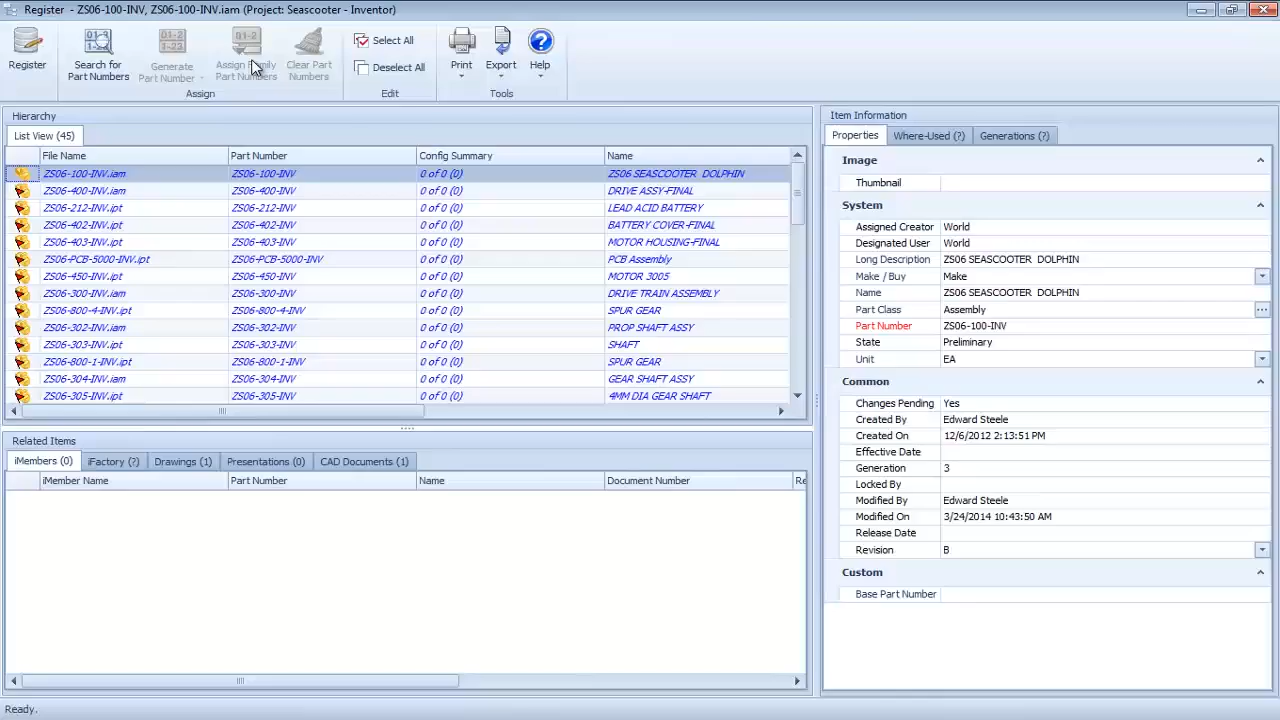 Register - ZS06-100-INV, ZS06-100-INV.iam (Project: Seascooter - Inventor)
Register
Search for
Part Numbers
Generate
Part Number
Assign Family
Part Numbers
Clear Part
Numbers
Assign
Select All
Deselect All
Edit
Print
Export
Help
Tools
Hierarchy
List View (45)
File Name Part Number Config Summary Name
ZS06-100-INV.iam ZS06-100-INV 0 of 0 (0) ZS06 SEASCOOTER DOLPHIN
ZS06-400-INV.iam ZS06-400-INV 0 of 0 (0) DRIVE ASSY-FINAL
ZS06-212-INV.ipt ZS06-212-INV 0 of 0 (0) LEAD ACID BATTERY
ZS06-402-INV.ipt ZS06-402-INV 0 of 0 (0) BATTERY COVER-FINAL
ZS06-403-INV.ipt ZS06-403-INV 0 of 0 (0) MOTOR HOUSING-FINAL
ZS06-PCB-5000-INV.ipt ZS06-PCB-5000-INV 0 of 0 (0) PCB Assembly
ZS06-450-INV.ipt ZS06-450-INV 0 of 0 (0) MOTOR 3005
ZS06-300-INV.iam ZS06-300-INV 0 of 0 (0) DRIVE TRAIN ASSEMBLY
ZS06-800-4-INV.ipt ZS06-800-4-INV 0 of 0 (0) SPUR GEAR
ZS06-302-INV.iam ZS06-302-INV 0 of 0 (0) PROP SHAFT ASSY
ZS06-303-INV.ipt ZS06-303-INV 0 of 0 (0) SHAFT
ZS06-800-1-INV.ipt ZS06-800-1-INV 0 of 0 (0) SPUR GEAR
ZS06-304-INV.iam ZS06-304-INV 0 of 0 (0) GEAR SHAFT ASSY
ZS06-305-INV.ipt ZS06-305-INV 0 of 0 (0) 4MM DIA GEAR SHAFT
Related Items
iMembers (0) iFactory (?) Drawings (1) Presentations (0) CAD Documents (1)
iMember Name Part Number Name Document Number Re
Item Information
Properties Where-Used (?) Generations (?)
Image
Thumbnail
System
Assigned Creator World
Designated User World
Long Description ZS06 SEASCOOTER DOLPHIN
Make / Buy Make
Name ZS06 SEASCOOTER DOLPHIN
Part Class Assembly
Part Number ZS06-100-INV
State Preliminary
Unit EA
Common
Changes Pending Yes
Created By Edward Steele
Created On 12/6/2012 2:13:51 PM
Effective Date
Generation 3
Locked By
Modified By Edward Steele
Modified On 3/24/2014 10:43:50 AM
Release Date
Revision B
Custom
Base Part Number
Ready.